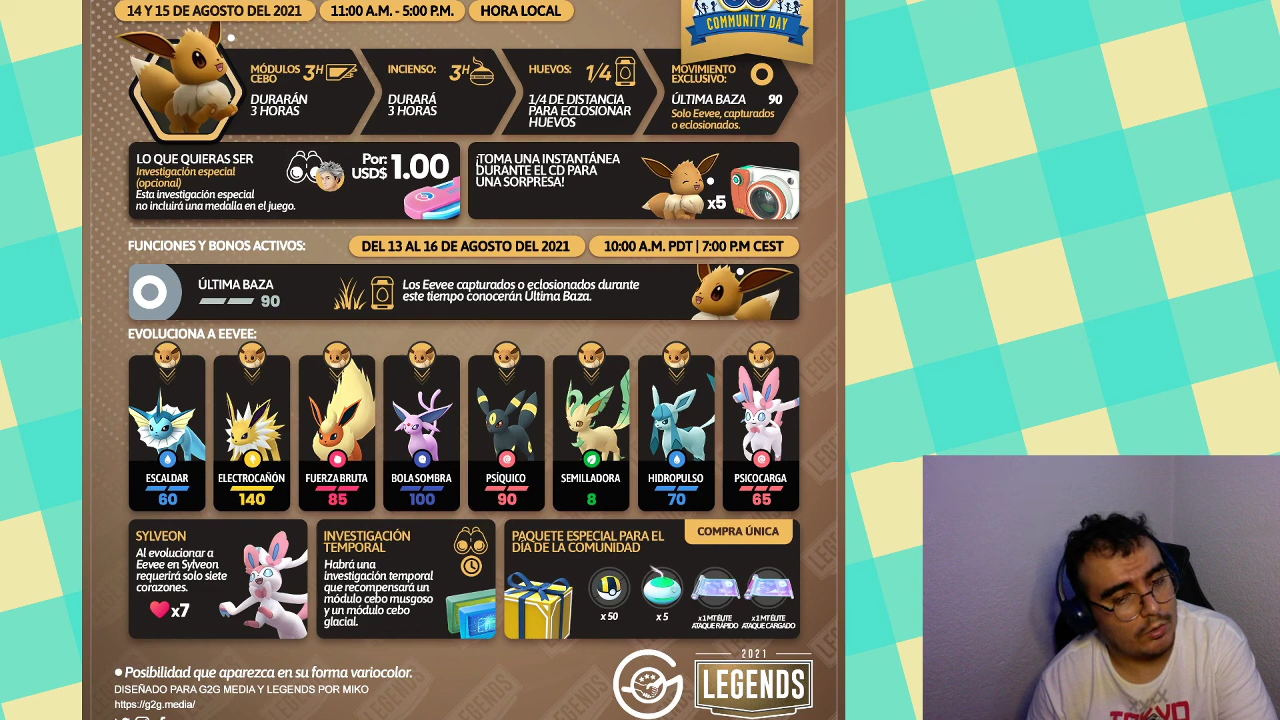 14 Y 15 DE AGOSTO DEL 2021
11:00 A.M. - 5:00 P.M.
HORA LOCAL
COMMUNITY DAY
MÓDULOS
CEBO
3H
DURARÁN
3 HORAS
INCIENSO:
3H
DURARÁ
3 HORAS
HUEVOS:
1/4
1/4 DE DISTANCIA
PARA ECLOSIONAR
HUEVOS
MOVIMIENTO
EXCLUSIVO:
ÚLTIMA BAZA 90
Solo Eevee, capturados
o eclosionados.
LO QUE QUIERAS SER
Investigación especial
(opcional)
Esta investigación especial
no incluirá una medalla en el juego.
Por:
USD$ 1.00
¡TOMA UNA INSTANTÁNEA
DURANTE EL CD PARA
UNA SORPRESA!
x5
FUNCIONES Y BONOS ACTIVOS:
DEL 13 AL 16 DE AGOSTO DEL 2021
10:00 A.M. PDT | 7:00 P.M CEST
ÚLTIMA BAZA
90
Los Eevee capturados o eclosionados durante
este tiempo conocerán Última Baza.
EVOLUCIONA A EEVEE:
ESCALDAR
60
ELECTROCAÑÓN
140
FUERZA BRUTA
85
BOLA SOMBRA
100
PSÍQUICO
90
SEMILLADORA
8
HIDROPULSO
70
PSICOCARGA
65
SYLVEON
Al evolucionar a
Eevee en Sylveon
requerirá solo siete
corazones.
x7
INVESTIGACIÓN
TEMPORAL
Habrá una
investigación temporal
que recompensará un
módulo cebo musgoso
y un módulo cebo
glacial.
PAQUETE ESPECIAL PARA EL
DÍA DE LA COMUNIDAD
COMPRA ÚNICA
x 50
x 5
x 1 MT ÉLITE
ATAQUE RÁPIDO
x 1 MT ÉLITE
ATAQUE CARGADO
Posibilidad que aparezca en su forma variocolor.
DISEÑADO PARA G2G MEDIA Y LEGENDS POR MIKO
https://g2g.media/
2021
LEGENDS
TOKYO